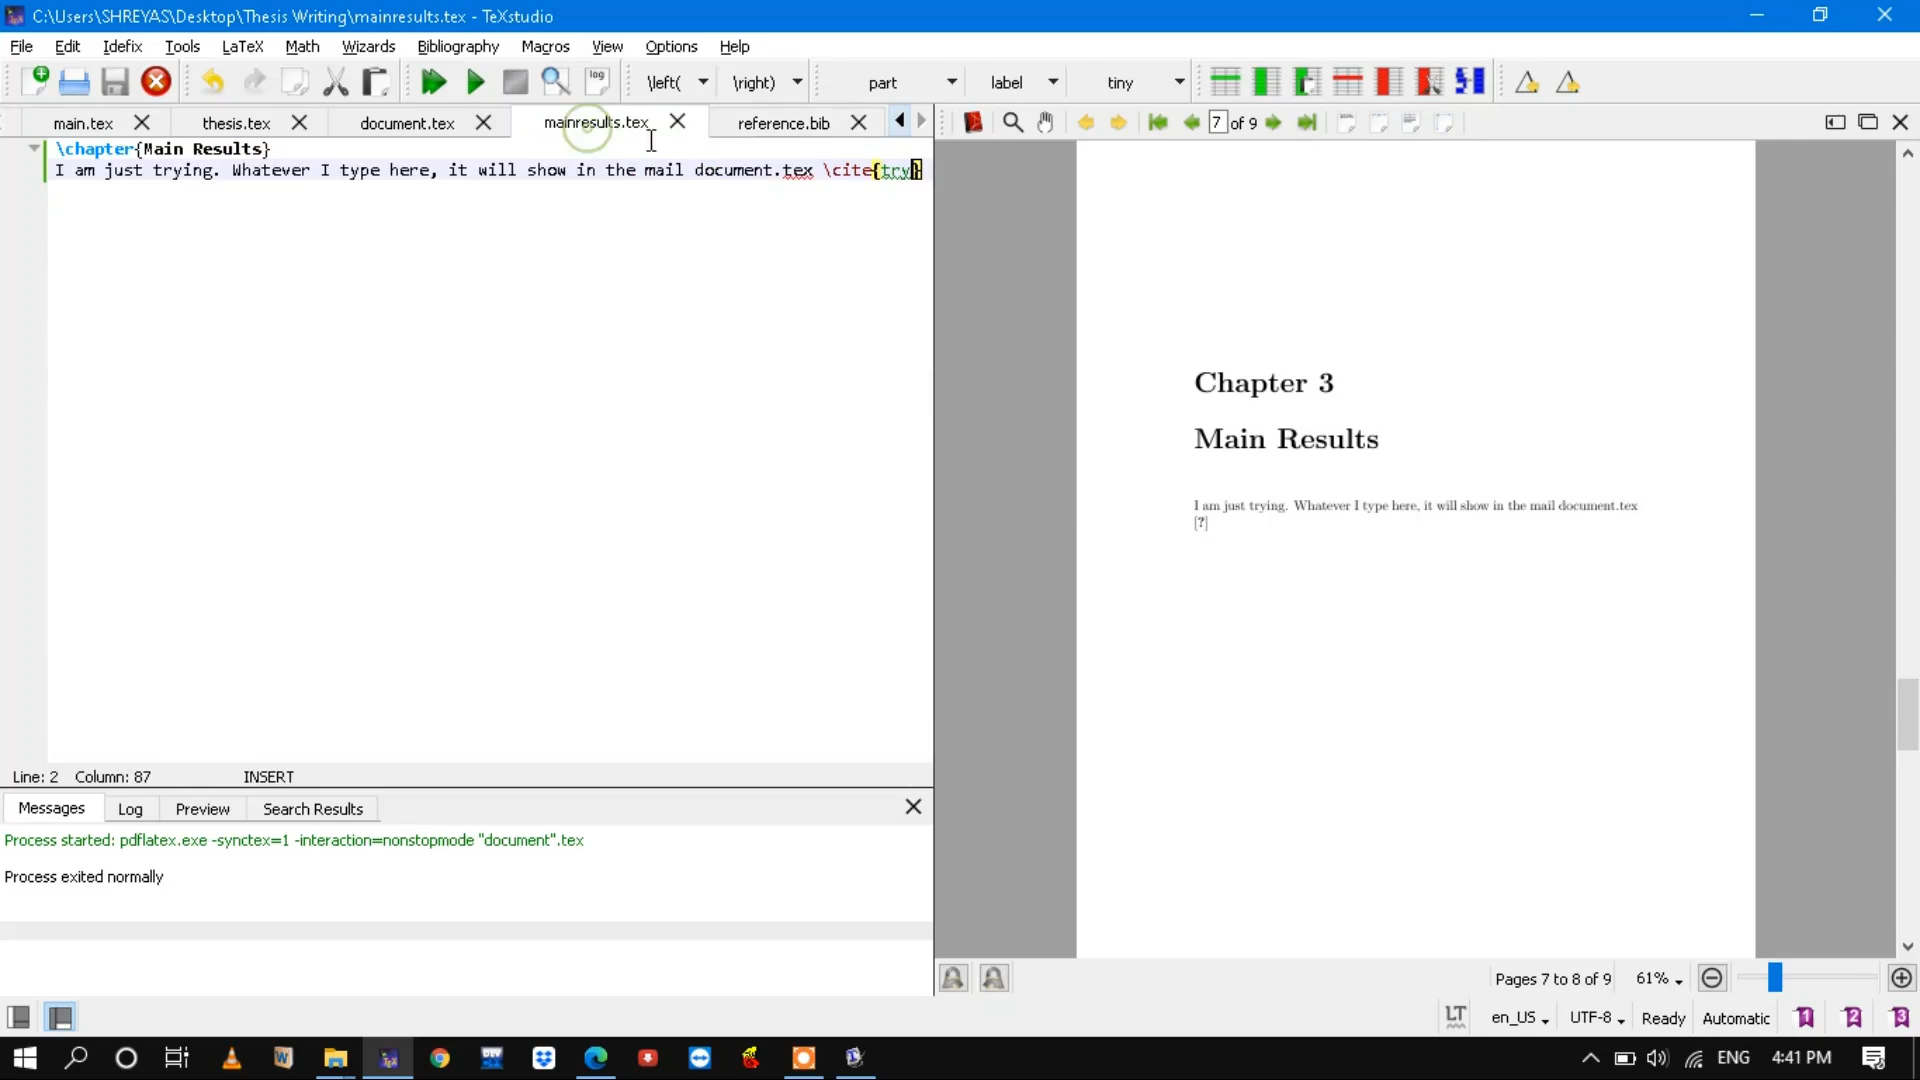 C:\Users\SHREYAS\Desktop\Thesis Writing\mainresults.tex - TeXstudio
File Edit Idefix Tools LaTeX Math Wizards Bibliography Macros View Options Help
log \left( \right) part label tiny
main.tex thesis.tex document.tex mainresults.tex reference.bib 7 of 9
\chapter{Main Results}
I am just trying. Whatever I type here, it will show in the mail document.tex \cite{try}
Chapter 3
Main Results
I am just trying. Whatever I type here, it will show in the mail document.tex
[?]
Line: 2 Column: 87 INSERT
Messages Log Preview Search Results
Process started: pdflatex.exe -synctex=1 -interaction=nonstopmode "document".tex
Process exited normally
Pages 7 to 8 of 9 61%
LT en_US UTF-8 Ready Automatic 1 2 3
DEV ENG 4:41 PM